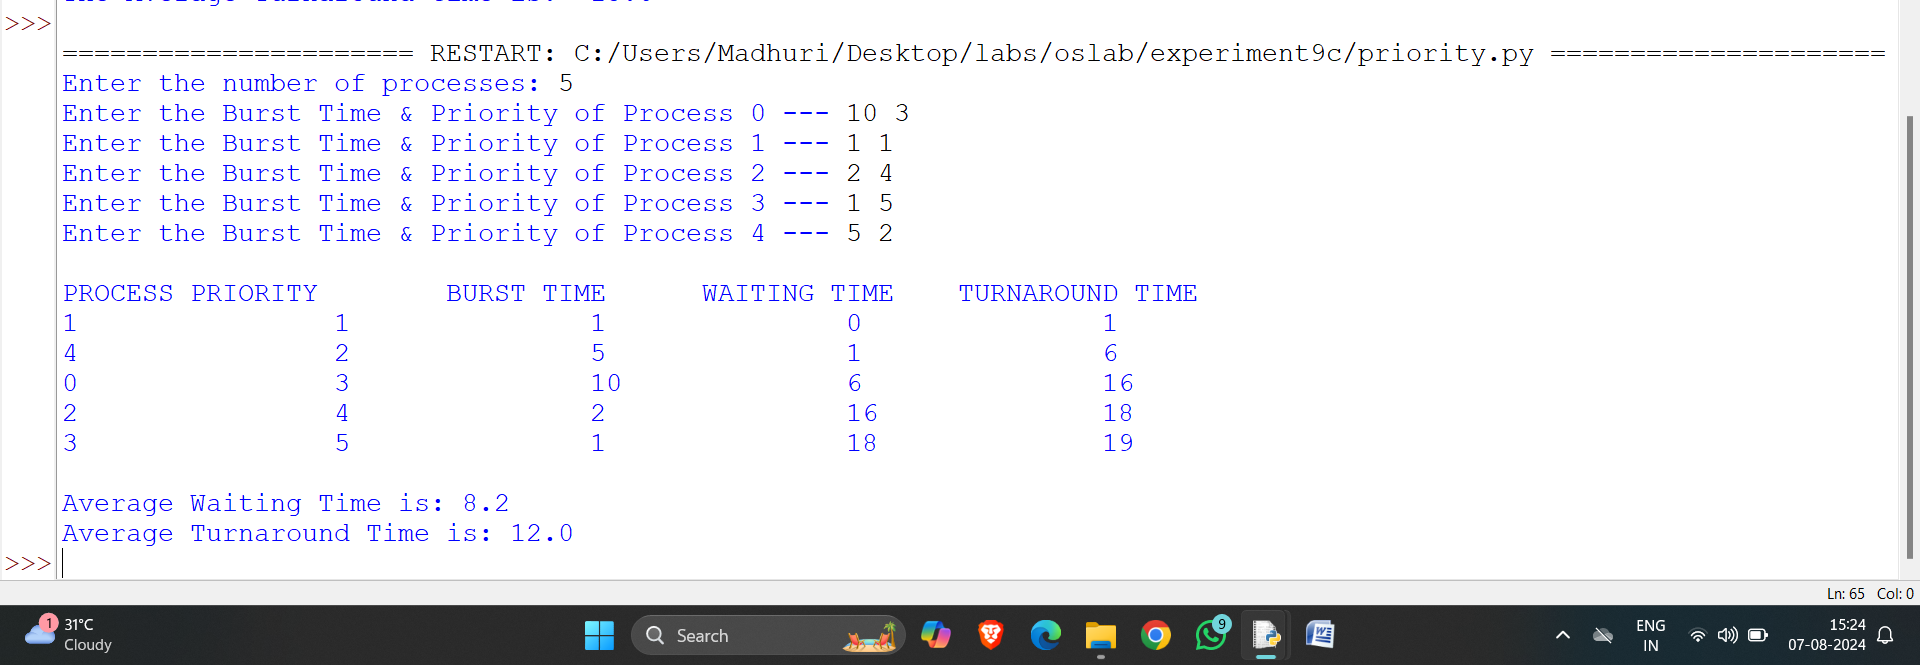 The Average Turnaround Time is:
>>>
====================== RESTART: C:/Users/Madhuri/Desktop/labs/oslab/experiment9c/priority.py =====================
Enter the number of processes: 5
Enter the Burst Time & Priority of Process 0 --- 10 3
Enter the Burst Time & Priority of Process 1 --- 1 1
Enter the Burst Time & Priority of Process 2 --- 2 4
Enter the Burst Time & Priority of Process 3 --- 1 5
Enter the Burst Time & Priority of Process 4 --- 5 2
PROCESS PRIORITY BURST TIME WAITING TIME TURNAROUND TIME
1 1 1 0 1
4 2 5 1 6
0 3 10 6 16
2 4 2 16 18
3 5 1 18 19
Average Waiting Time is: 8.2
Average Turnaround Time is: 12.0
>>>
Ln: 65 Col: 0
1
31°C
Cloudy
Search
9
W
ENG
IN
15:24
07-08-2024